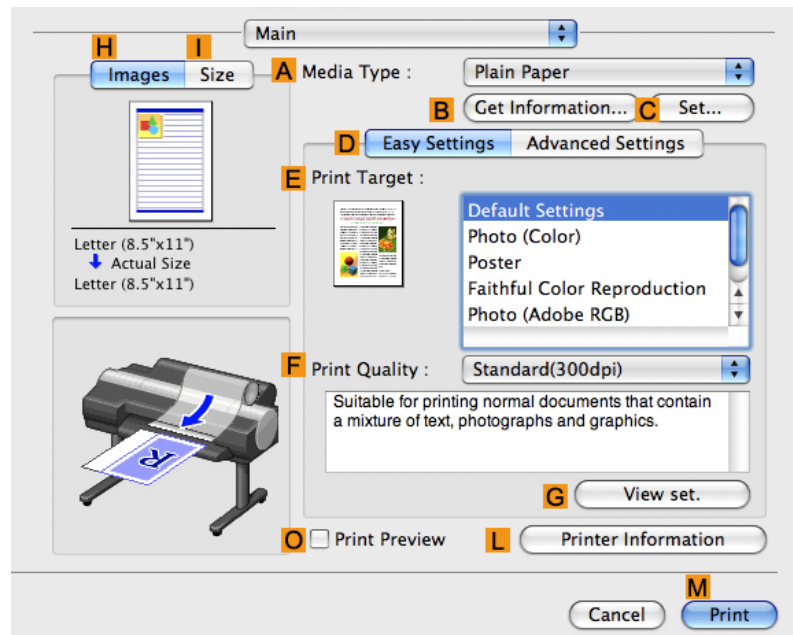 Main
H
I
Images
Size
A
Media Type :
Plain Paper
B
Get Information...
C
Set...
D
Easy Settings
Advanced Settings
E
Print Target :
Default Settings
Photo (Color)
Poster
Faithful Color Reproduction
Photo (Adobe RGB)
Letter (8.5"x11")
Actual Size
Letter (8.5"x11")
R
F
Print Quality :
Standard(300dpi)
Suitable for printing normal documents that contain
a mixture of text, photographs and graphics.
G
View set.
O
Print Preview
L
Printer Information
M
Cancel
Print